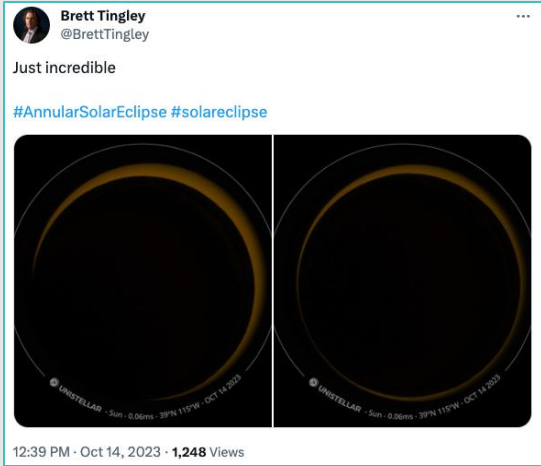 Brett Tingley
@BrettTingley
Just incredible
#AnnularSolarEclipse #solareclipse
UNISTELLAR - Sun - 0.06ms - 39°N 115°W - OCT 14 2023
UNISTELLAR - Sun - 0.06ms - 39°N 115°W - OCT 14 2023
12:39 PM · Oct 14, 2023 · 1,248 Views